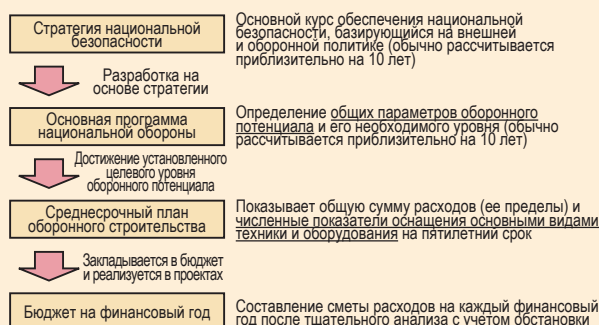 Стратегия национальной
безопасности
Основной курс обеспечения национальной
безопасности, базирующийся на внешней
и оборонной политике (обычно рассчитывается
приблизительно на 10 лет)
Разработка на
основе стратегии
Основная программа
национальной обороны
Определение общих параметров оборонного
потенциала и его необходимого уровня (обычно
рассчитывается приблизительно на 10 лет)
Достижение установленного
целевого уровня
оборонного потенциала
Среднесрочный план
оборонного строительства
Показывает общую сумму расходов (ее пределы) и
численные показатели оснащения основными видами
техники и оборудования на пятилетний срок
Закладывается в бюджет
и реализуется в проектах
Бюджет на финансовый год
Составление сметы расходов на каждый финансовый
год после тщательного анализа с учетом обстановки